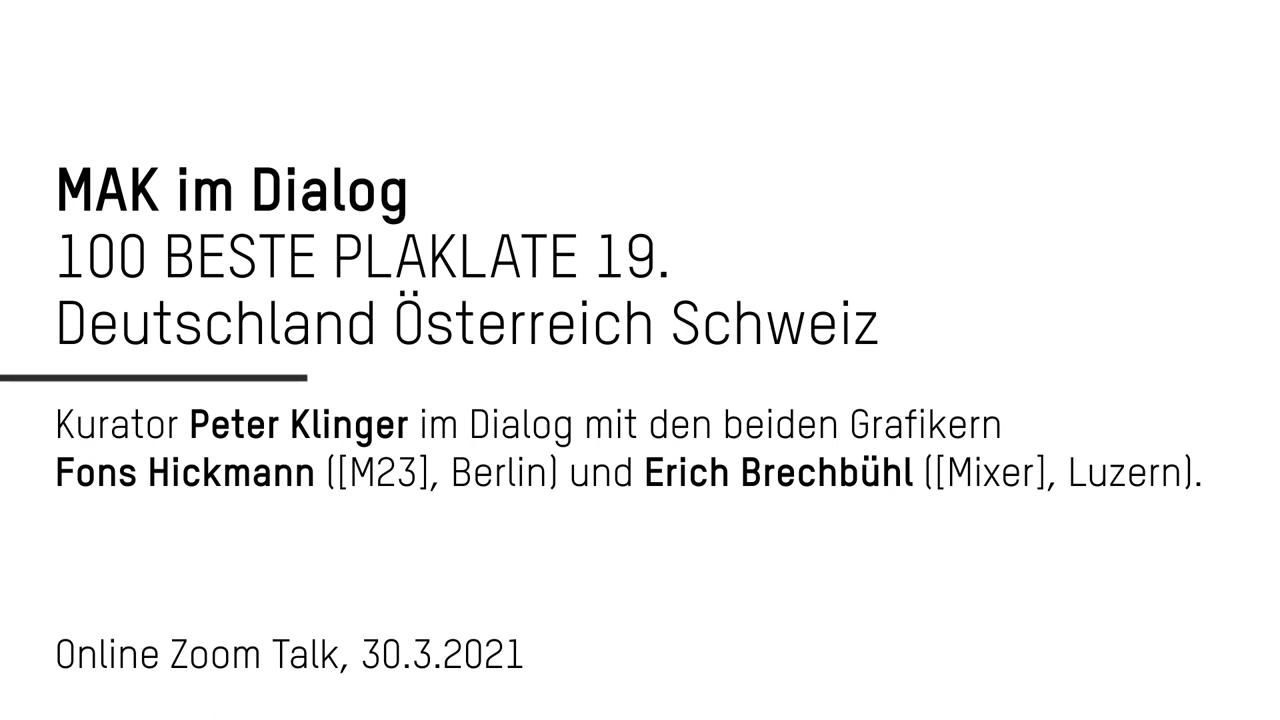 MAK im Dialog
100 BESTE PLAKLATE 19.
Deutschland Österreich Schweiz
Kurator Peter Klinger im Dialog mit den beiden Grafikern
Fons Hickmann ([M23], Berlin) und Erich Brechbühl ([Mixer], Luzern).
Online Zoom Talk, 30.3.2021